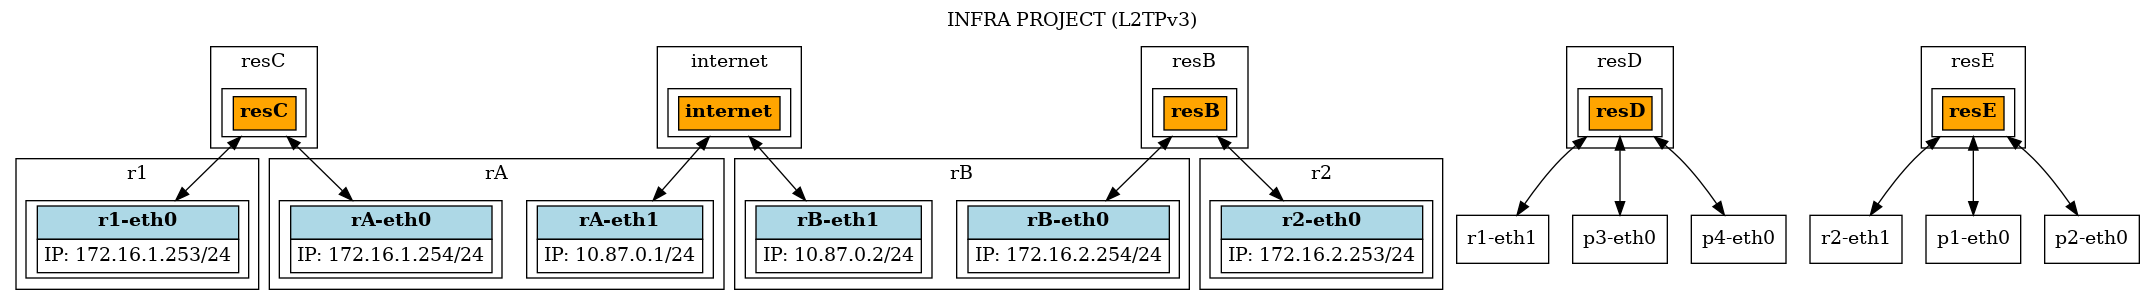 INFRA PROJECT (L2TPv3)
resC
internet
resB
resD
resE
resC
internet
resB
resD
resE
r1
rA
rB
r2
r1-eth0
IP: 172.16.1.253/24
rA-eth0
IP: 172.16.1.254/24
rA-eth1
IP: 10.87.0.1/24
rB-eth1
IP: 10.87.0.2/24
rB-eth0
IP: 172.16.2.254/24
r2-eth0
IP: 172.16.2.253/24
r1-eth1
p3-eth0
p4-eth0
r2-eth1
p1-eth0
p2-eth0